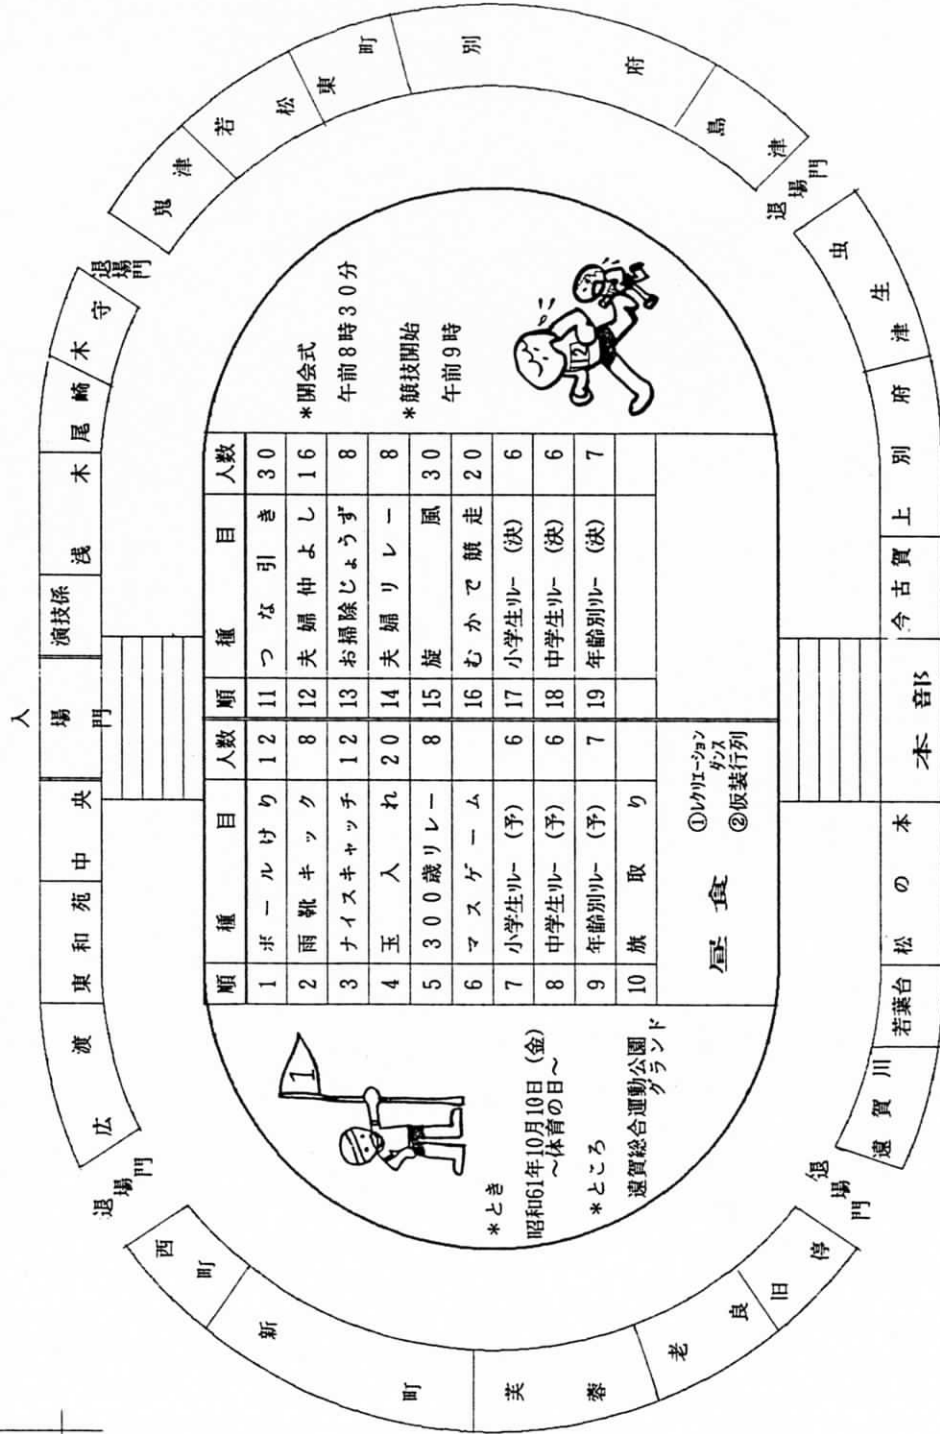 入場門
広渡
東和苑
中央
演技係
浅木
尾崎
木守
退場門
鬼津
若松
東町
別府
島津
退場門
虫生津
上別府
今古賀
本部
松の本
若葉台
遠賀川
退場門
旧停
老良
芙蓉
新町
西町
退場門
1
*とき
昭和61年10月10日(金)
~体育の日~
*ところ
遠賀総合運動公園
グランド
順 種目 人数
1 ボールけり 12
2 雨靴キック 8
3 ナイスキャッチ 12
4 玉入れ 20
5 300歳リレー 8
6 マスゲーム
7 小学生リレー (予) 6
8 中学生リレー (予) 6
9 年齢別リレー (予) 7
10 旗取り
昼食
①レクリエーション
ダンス
②仮装行列
順 種目 人数
11 つな引き 30
12 夫婦仲よし 16
13 お掃除じょうず 8
14 夫婦リレー 8
15 旋風 30
16 むかで競走 20
17 小学生リレー (決) 6
18 中学生リレー (決) 6
19 年齢別リレー (決) 7
*開会式
午前8時30分
*競技開始
午前9時
12